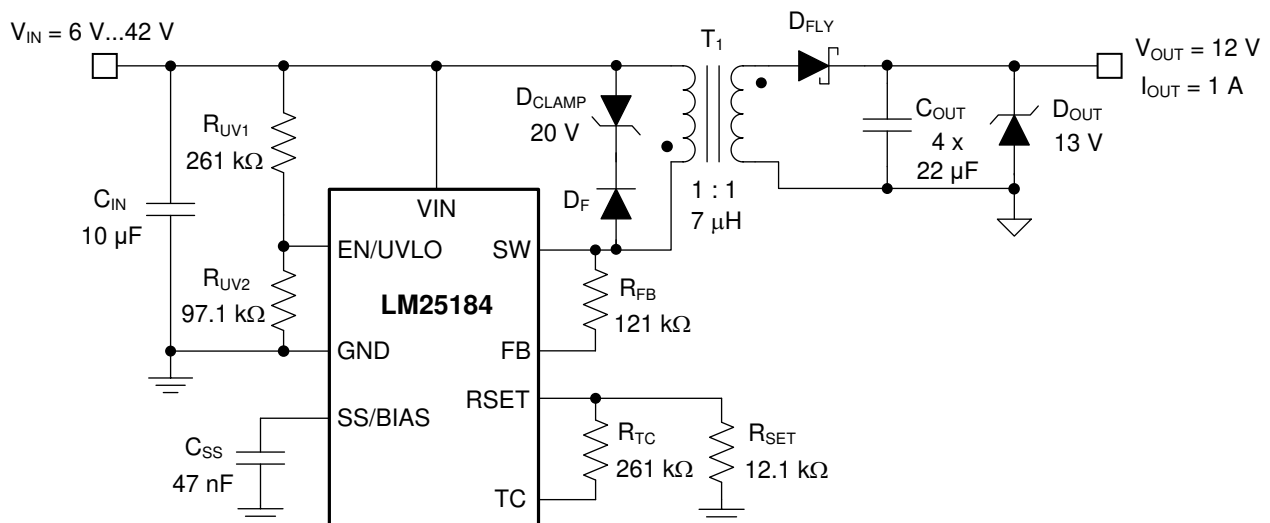 V_IN = 6 V...42 V
T_1
D_FLY
V_OUT = 12 V
I_OUT = 1 A
D_CLAMP
20 V
C_OUT
4 x
22 µF
D_OUT
13 V
R_UV1
261 kΩ
C_IN
10 µF
D_F
1 : 1
7 µH
VIN
EN/UVLO
SW
R_UV2
97.1 kΩ
LM25184
R_FB
121 kΩ
GND
FB
RSET
SS/BIAS
C_SS
47 nF
R_TC
261 kΩ
R_SET
12.1 kΩ
TC